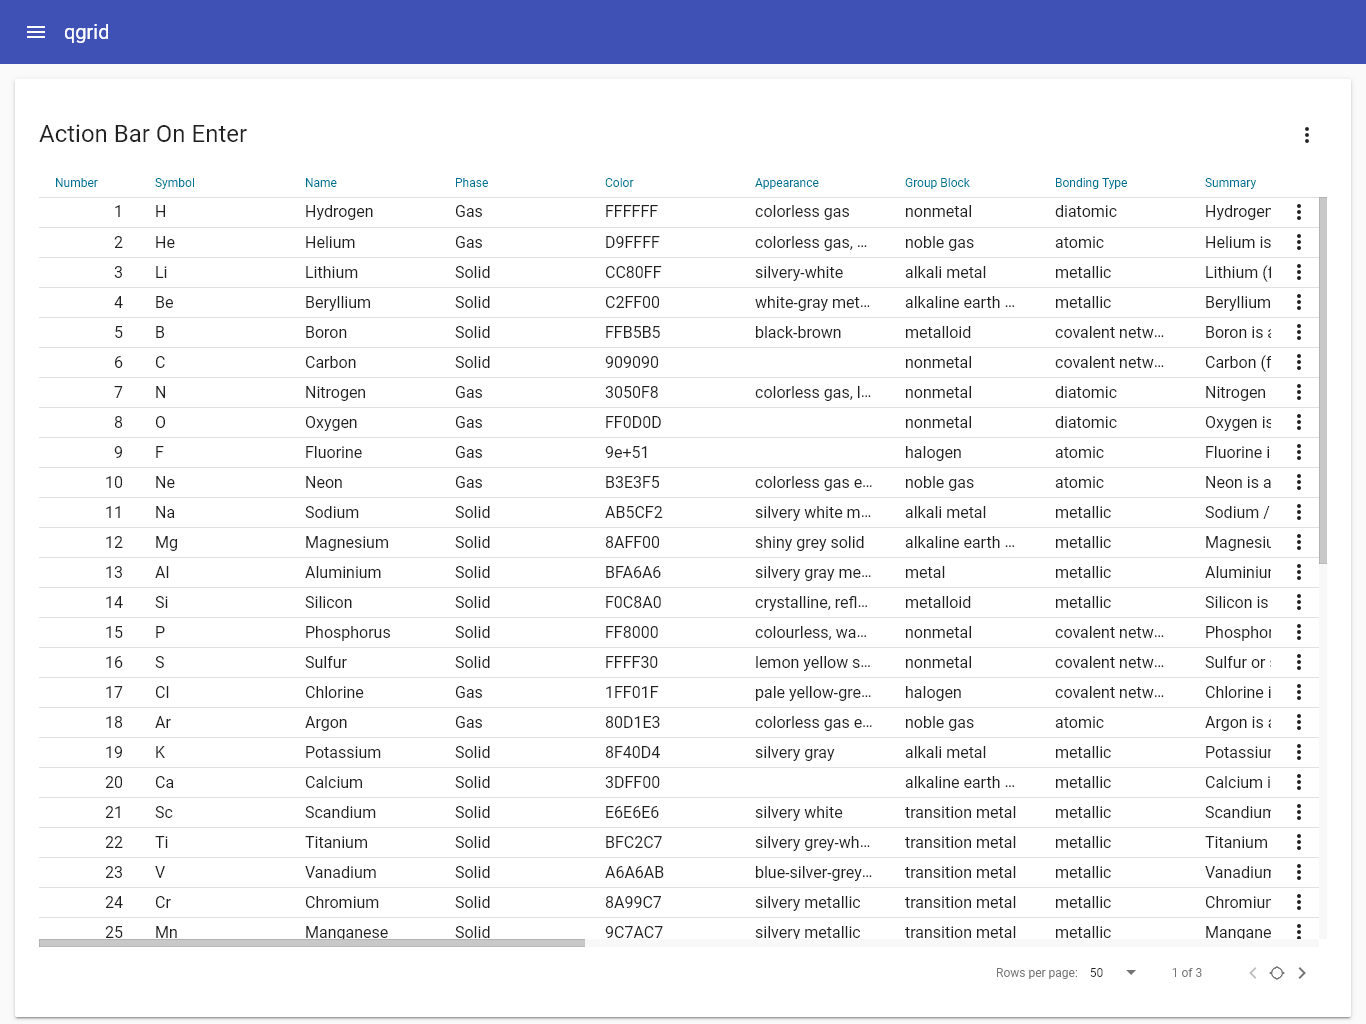 qgrid
Action Bar On Enter
Number Symbol Name Phase Color Appearance Group Block Bonding Type Summary
1 H Hydrogen Gas FFFFFF colorless gas nonmetal diatomic Hydrogen
2 He Helium Gas D9FFFF colorless gas, … noble gas atomic Helium is
3 Li Lithium Solid CC80FF silvery-white alkali metal metallic Lithium (f
4 Be Beryllium Solid C2FF00 white-gray met… alkaline earth … metallic Beryllium
5 B Boron Solid FFB5B5 black-brown metalloid covalent netw… Boron is a
6 C Carbon Solid 909090 nonmetal covalent netw… Carbon (f
7 N Nitrogen Gas 3050F8 colorless gas, l… nonmetal diatomic Nitrogen
8 O Oxygen Gas FF0D0D nonmetal diatomic Oxygen is
9 F Fluorine Gas 9e+51 halogen atomic Fluorine i
10 Ne Neon Gas B3E3F5 colorless gas e… noble gas atomic Neon is a
11 Na Sodium Solid AB5CF2 silvery white m… alkali metal metallic Sodium /
12 Mg Magnesium Solid 8AFF00 shiny grey solid alkaline earth … metallic Magnesiu
13 Al Aluminium Solid BFA6A6 silvery gray me… metal metallic Aluminiur
14 Si Silicon Solid F0C8A0 crystalline, refl… metalloid metallic Silicon is
15 P Phosphorus Solid FF8000 colourless, wa… nonmetal covalent netw… Phosphor
16 S Sulfur Solid FFFF30 lemon yellow s… nonmetal covalent netw… Sulfur or
17 Cl Chlorine Gas 1FF01F pale yellow-gre… halogen covalent netw… Chlorine i
18 Ar Argon Gas 80D1E3 colorless gas e… noble gas atomic Argon is a
19 K Potassium Solid 8F40D4 silvery gray alkali metal metallic Potassiur
20 Ca Calcium Solid 3DFF00 alkaline earth … metallic Calcium i
21 Sc Scandium Solid E6E6E6 silvery white transition metal metallic Scandium
22 Ti Titanium Solid BFC2C7 silvery grey-wh… transition metal metallic Titanium
23 V Vanadium Solid A6A6AB blue-silver-grey… transition metal metallic Vanadium
24 Cr Chromium Solid 8A99C7 silvery metallic transition metal metallic Chromiur
25 Mn Manganese Solid 9C7AC7 silvery metallic transition metal metallic Mangane
Rows per page: 50 1 of 3